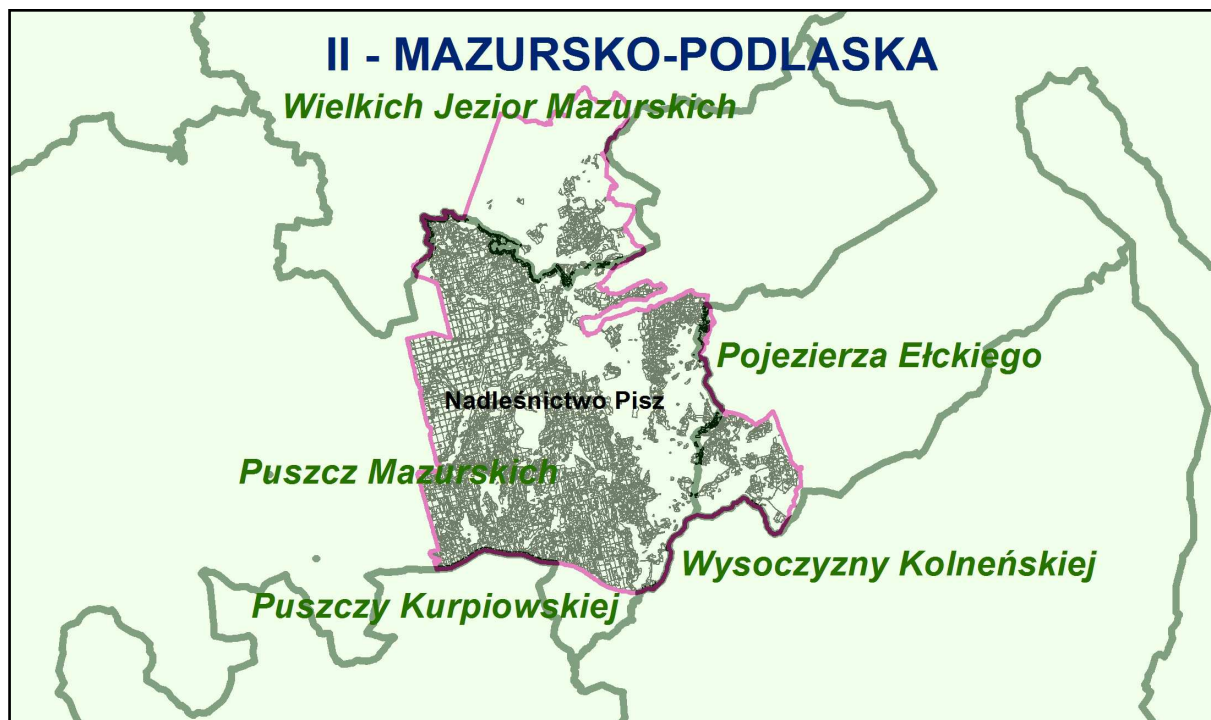 II - MAZURSKO-PODLASKA
Wielkich Jezior Mazurskich
Pojezierza Ełckiego
Nadleśnictwo Pisz
Puszcz Mazurskich
Wysoczyzny Kolneńskiej
Puszczy Kurpiowskiej